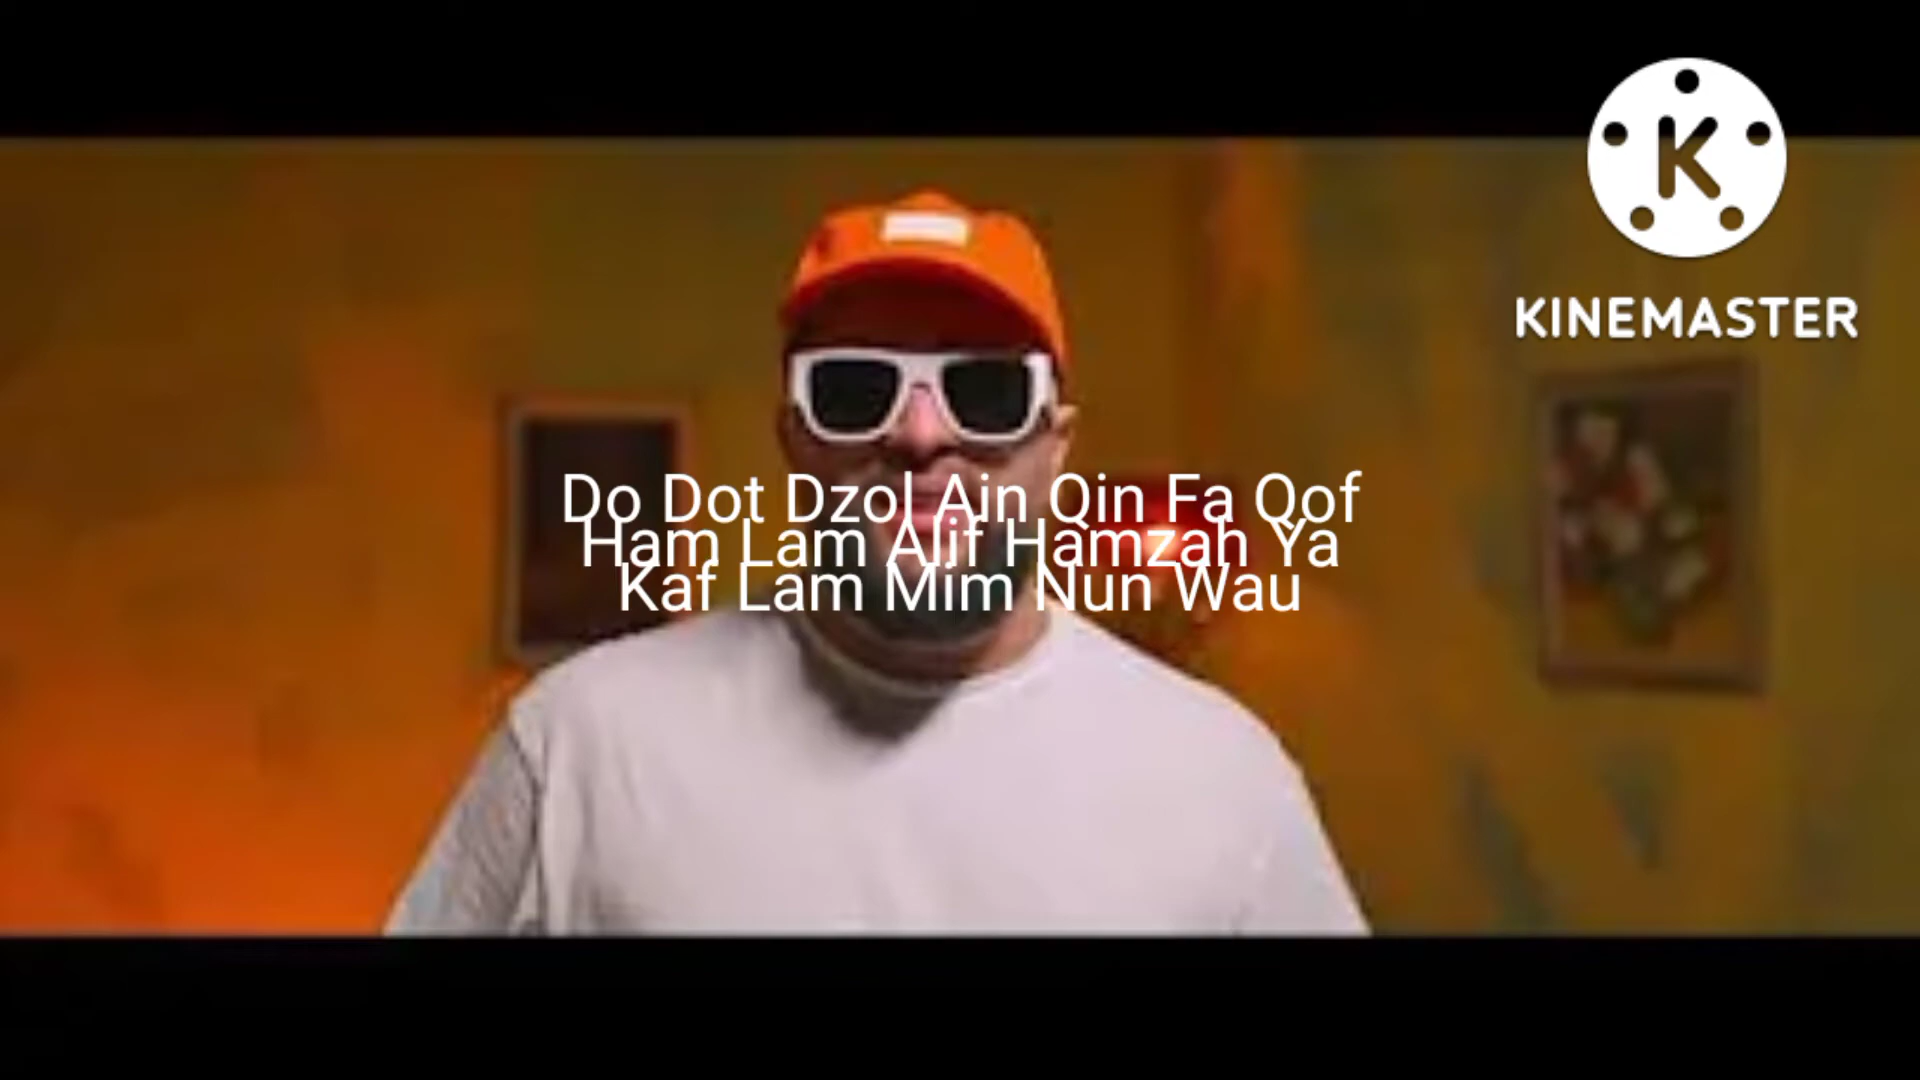 K
KINEMASTER
Do Dot Dzol Ain Qin Fa Qof
Ham Lam Alif Hamzah Ya
Kaf Lam Mim Nun Wau